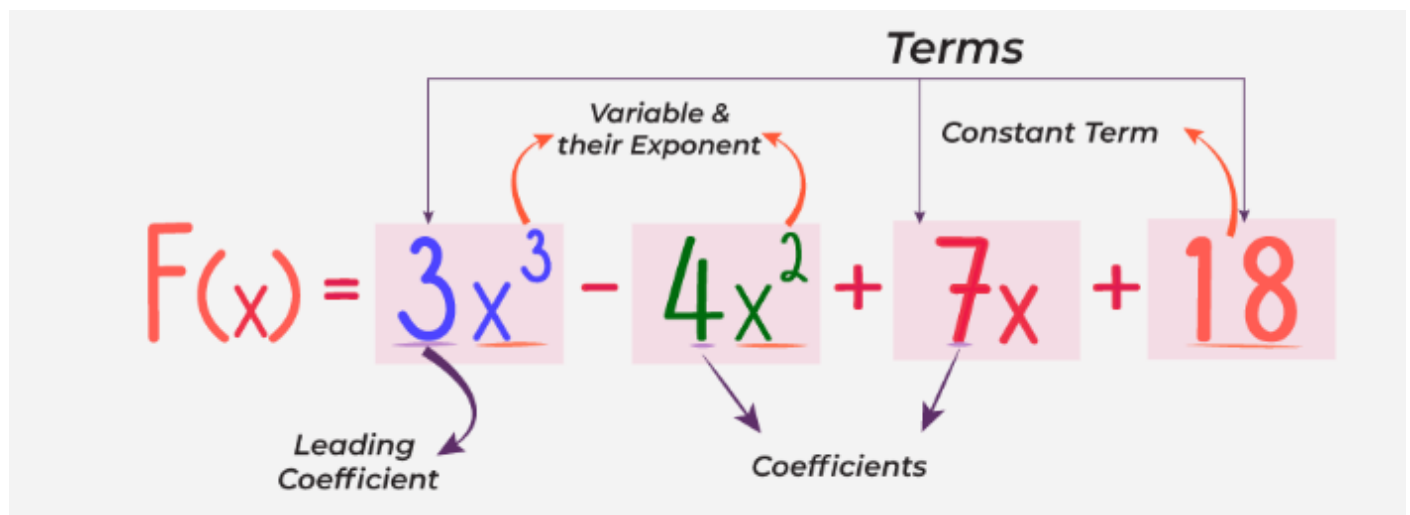 Terms
Variable &
their Exponent
Constant Term
F(x) = 3x³ - 4x² + 7x + 18
Leading
Coefficient
Coefficients